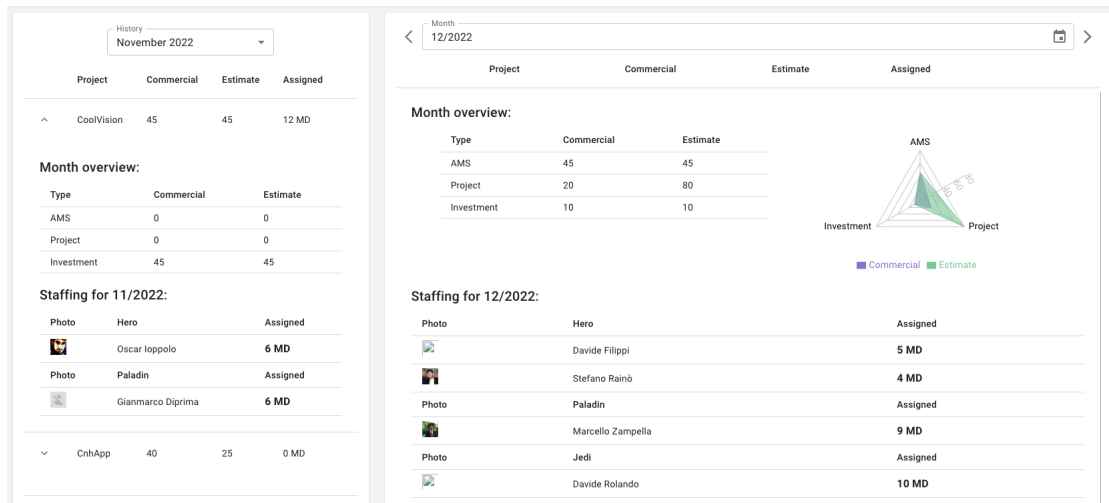 History
November 2022
Project Commercial Estimate Assigned
CoolVision 45 45 12 MD
Month overview:
Type Commercial Estimate
AMS 0 0
Project 0 0
Investment 45 45
Staffing for 11/2022:
Photo Hero Assigned
Oscar Ioppolo 6 MD
Photo Paladin Assigned
Gianmarco Diprima 6 MD
CnhApp 40 25 0 MD
Month
12/2022
Project Commercial Estimate Assigned
Month overview:
Type Commercial Estimate
AMS 45 45
Project 20 80
Investment 10 10
AMS
40 60 80
Investment Project
Commercial Estimate
Staffing for 12/2022:
Photo Hero Assigned
Davide Filippi 5 MD
Stefano Rainò 4 MD
Photo Paladin Assigned
Marcello Zampella 9 MD
Photo Jedi Assigned
Davide Rolando 10 MD